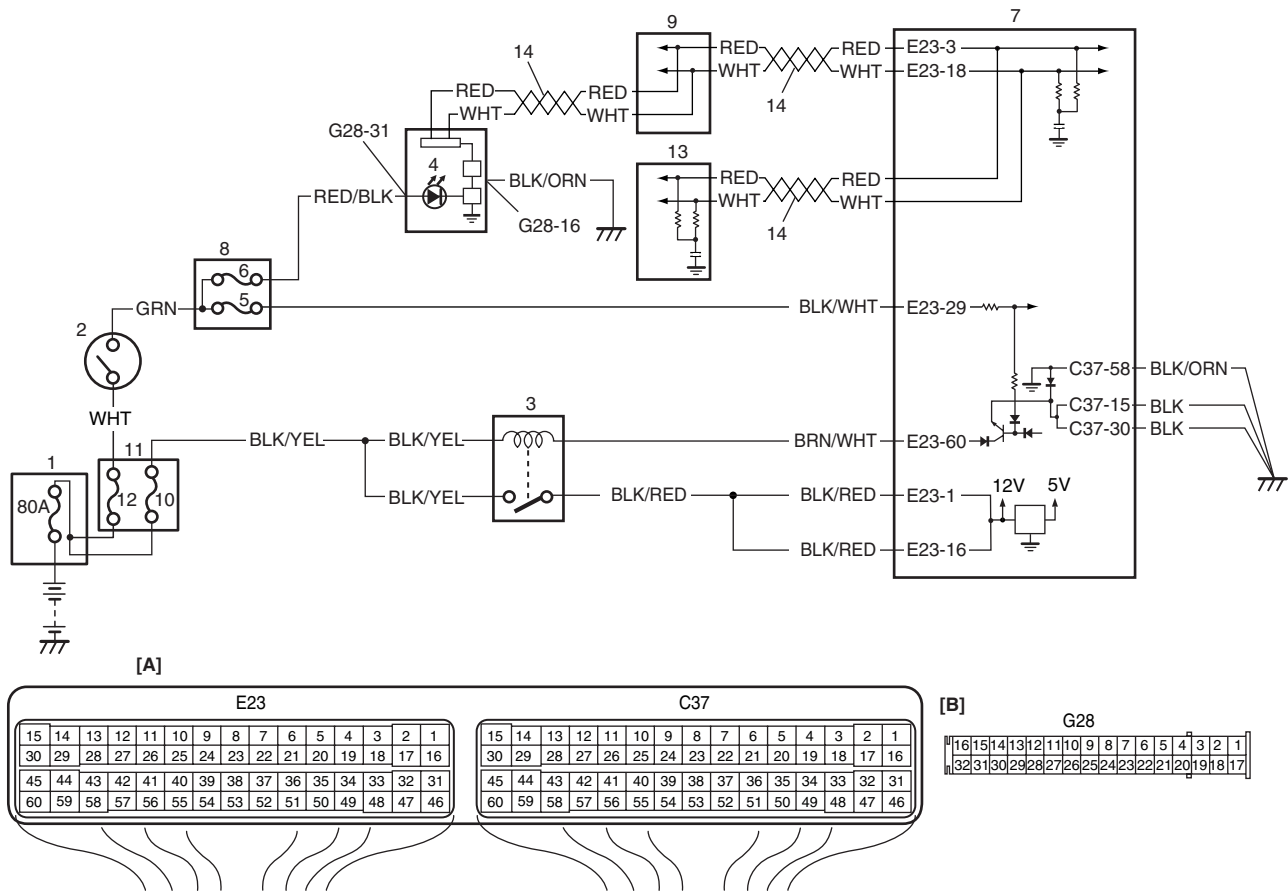 9
7
RED RED E23-3
WHT WHT E23-18
14
14
RED RED
WHT WHT
G28-31
4
13
RED RED
WHT WHT
14
RED/BLK
BLK/ORN
G28-16
8
6
5
GRN
BLK/WHT E23-29
2
C37-58 BLK/ORN
C37-15 BLK
C37-30 BLK
WHT
3
BLK/YEL BLK/YEL
BRN/WHT E23-60
11
1
80A
12 10
BLK/YEL
BLK/RED BLK/RED E23-1
12V 5V
BLK/RED E23-16
[A]
E23
15 14 13 12 11 10 9 8 7 6 5 4 3 2 1
30 29 28 27 26 25 24 23 22 21 20 19 18 17 16
45 44 43 42 41 40 39 38 37 36 35 34 33 32 31
60 59 58 57 56 55 54 53 52 51 50 49 48 47 46
C37
15 14 13 12 11 10 9 8 7 6 5 4 3 2 1
30 29 28 27 26 25 24 23 22 21 20 19 18 17 16
45 44 43 42 41 40 39 38 37 36 35 34 33 32 31
60 59 58 57 56 55 54 53 52 51 50 49 48 47 46
[B]
G28
16 15 14 13 12 11 10 9 8 7 6 5 4 3 2 1
32 31 30 29 28 27 26 25 24 23 22 21 20 19 18 17